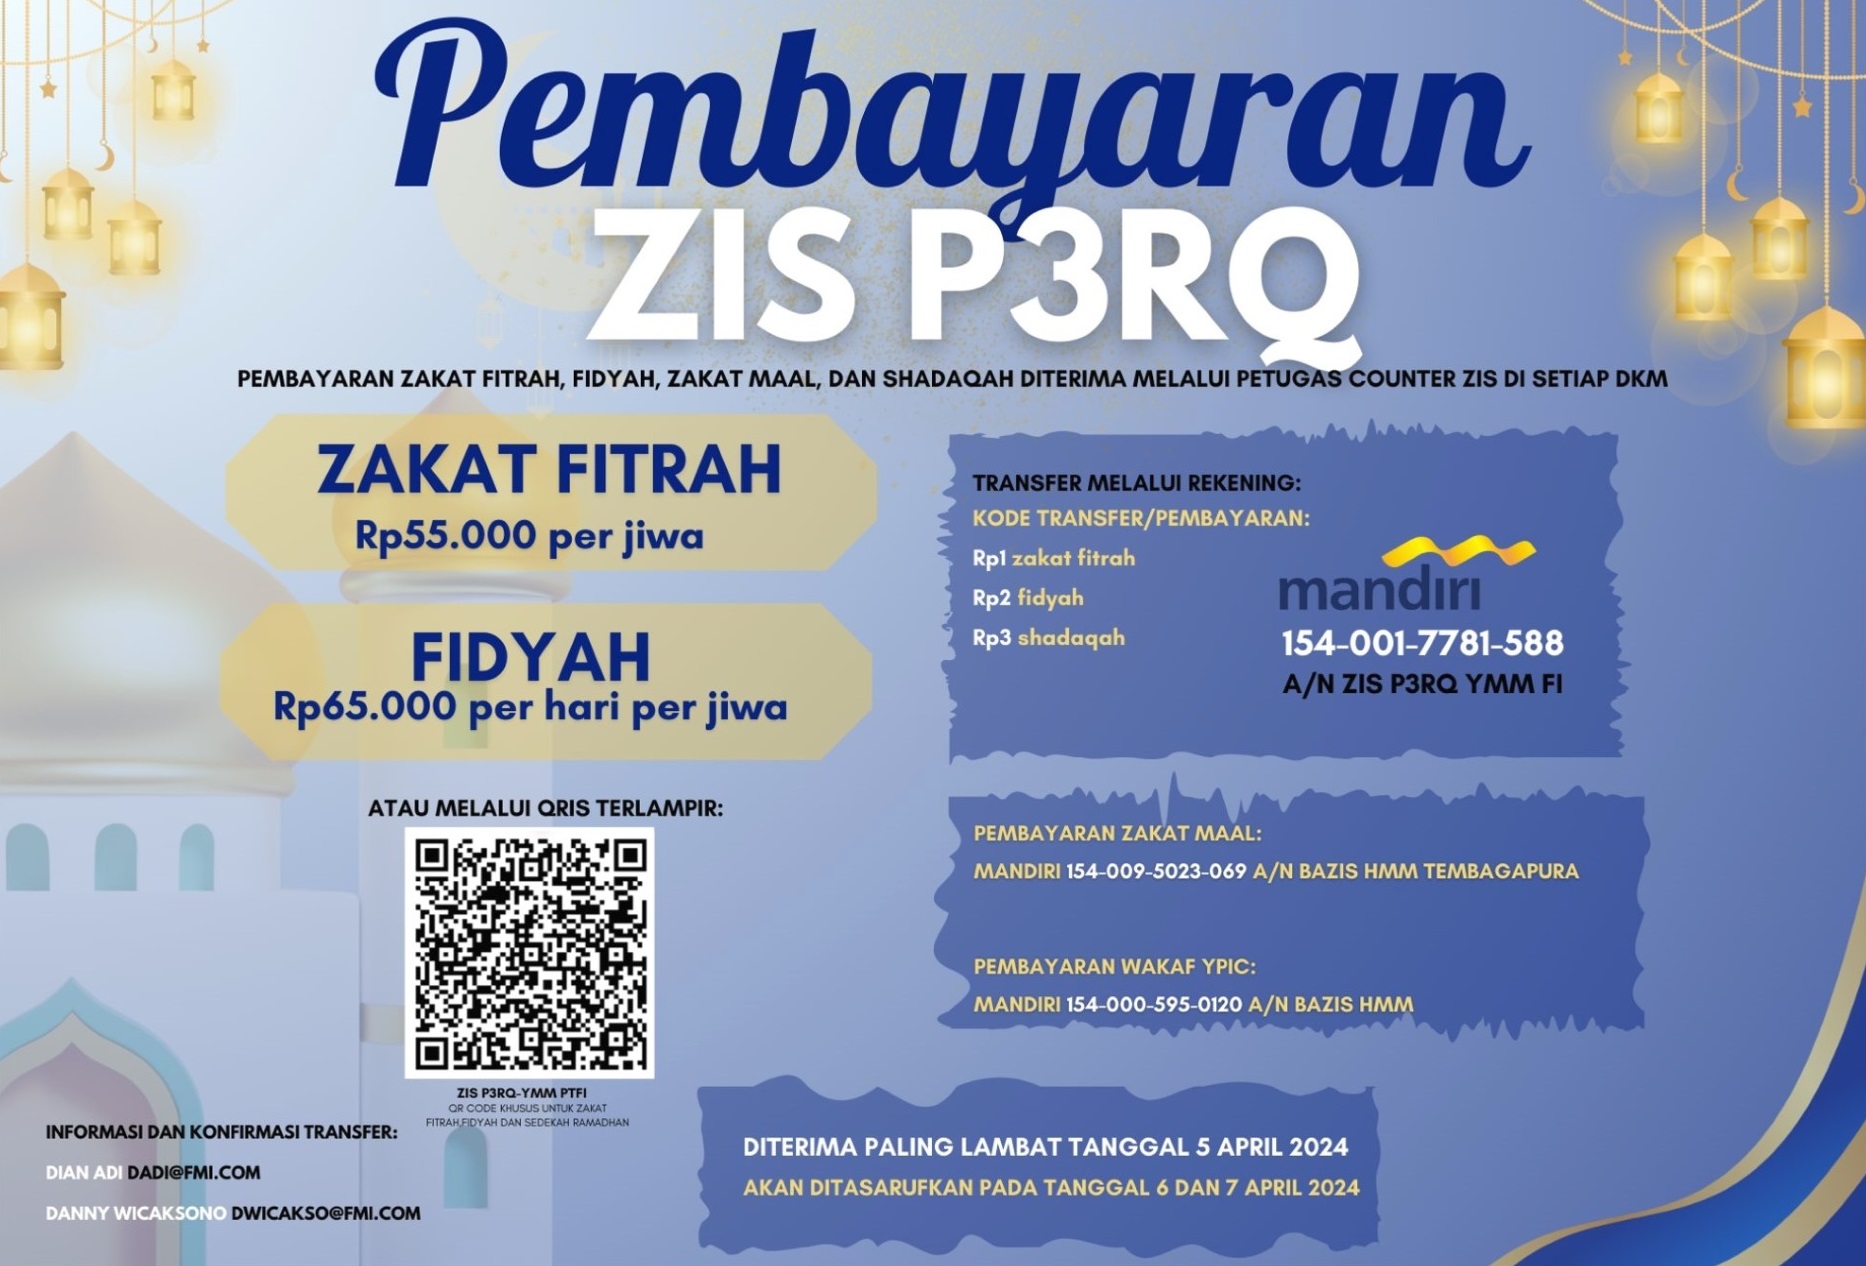 Pembayaran
ZIS P3RQ
PEMBAYARAN ZAKAT FITRAH, FIDYAH, ZAKAT MAAL, DAN SHADAQAH DITERIMA MELALUI PETUGAS COUNTER ZIS DI SETIAP DKM
ZAKAT FITRAH
Rp55.000 per jiwa
FIDYAH
Rp65.000 per hari per jiwa
ATAU MELALUI QRIS TERLAMPIR:
ZIS P3RQ-YMM PTFI
QR CODE KHUSUS UNTUK ZAKAT
FITRAH,FIDYAH DAN SEDEKAH RAMADHAN
INFORMASI DAN KONFIRMASI TRANSFER:
DIAN ADI DADI@FMI.COM
DANNY WICAKSONO DWICAKSO@FMI.COM
TRANSFER MELALUI REKENING:
KODE TRANSFER/PEMBAYARAN:
Rp1 zakat fitrah
Rp2 fidyah
Rp3 shadaqah
mandiri
154-001-7781-588
A/N ZIS P3RQ YMM FI
PEMBAYARAN ZAKAT MAAL:
MANDIRI 154-009-5023-069 A/N BAZIS HMM TEMBAGAPURA
PEMBAYARAN WAKAF YPIC:
MANDIRI 154-000-595-0120 A/N BAZIS HMM
DITERIMA PALING LAMBAT TANGGAL 5 APRIL 2024
AKAN DITASARUFKAN PADA TANGGAL 6 DAN 7 APRIL 2024